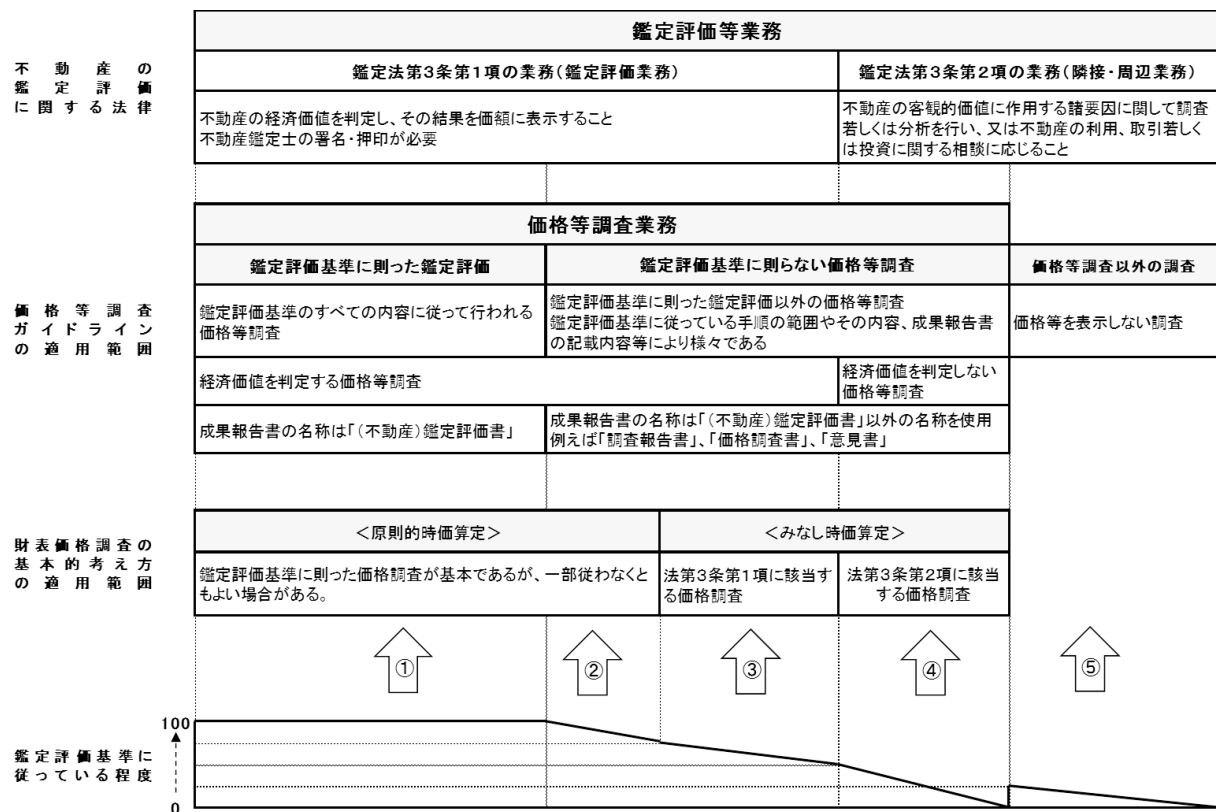 鑑定評価等業務
不動産の
鑑定評価
に関する法律
鑑定法第3条第1項の業務(鑑定評価業務)
鑑定法第3条第2項の業務(隣接・周辺業務)
不動産の経済価値を判定し、その結果を価額に表示すること
不動産鑑定士の署名・押印が必要
不動産の客観的価値に作用する諸要因に関して調査
若しくは分析を行い、又は不動産の利用、取引若しく
は投資に関する相談に応じること
価格等調査業務
鑑定評価基準に則った鑑定評価
鑑定評価基準に則らない価格等調査
価格等調査以外の調査
価格等調査
ガイドライン
の適用範囲
鑑定評価基準のすべての内容に従って行われる
価格等調査
鑑定評価基準に則った鑑定評価以外の価格等調査
鑑定評価基準に従っている手順の範囲やその内容、成果報告書
の記載内容等により様々である
価格等を表示しない調査
経済価値を判定する価格等調査
経済価値を判定しない
価格等調査
成果報告書の名称は「(不動産)鑑定評価書」
成果報告書の名称は「(不動産)鑑定評価書」以外の名称を使用
例えば「調査報告書」、「価格調査書」、「意見書」
財表価格調査の
基本的考え方
の適用範囲
<原則的時価算定>
<みなし時価算定>
鑑定評価基準に則った価格調査が基本であるが、一部従わなくと
もよい場合がある。
法第3条第1項に該当す
る価格調査
法第3条第2項に該当
する価格調査
①
②
③
④
⑤
100
鑑定評価基準に
従っている程度
0